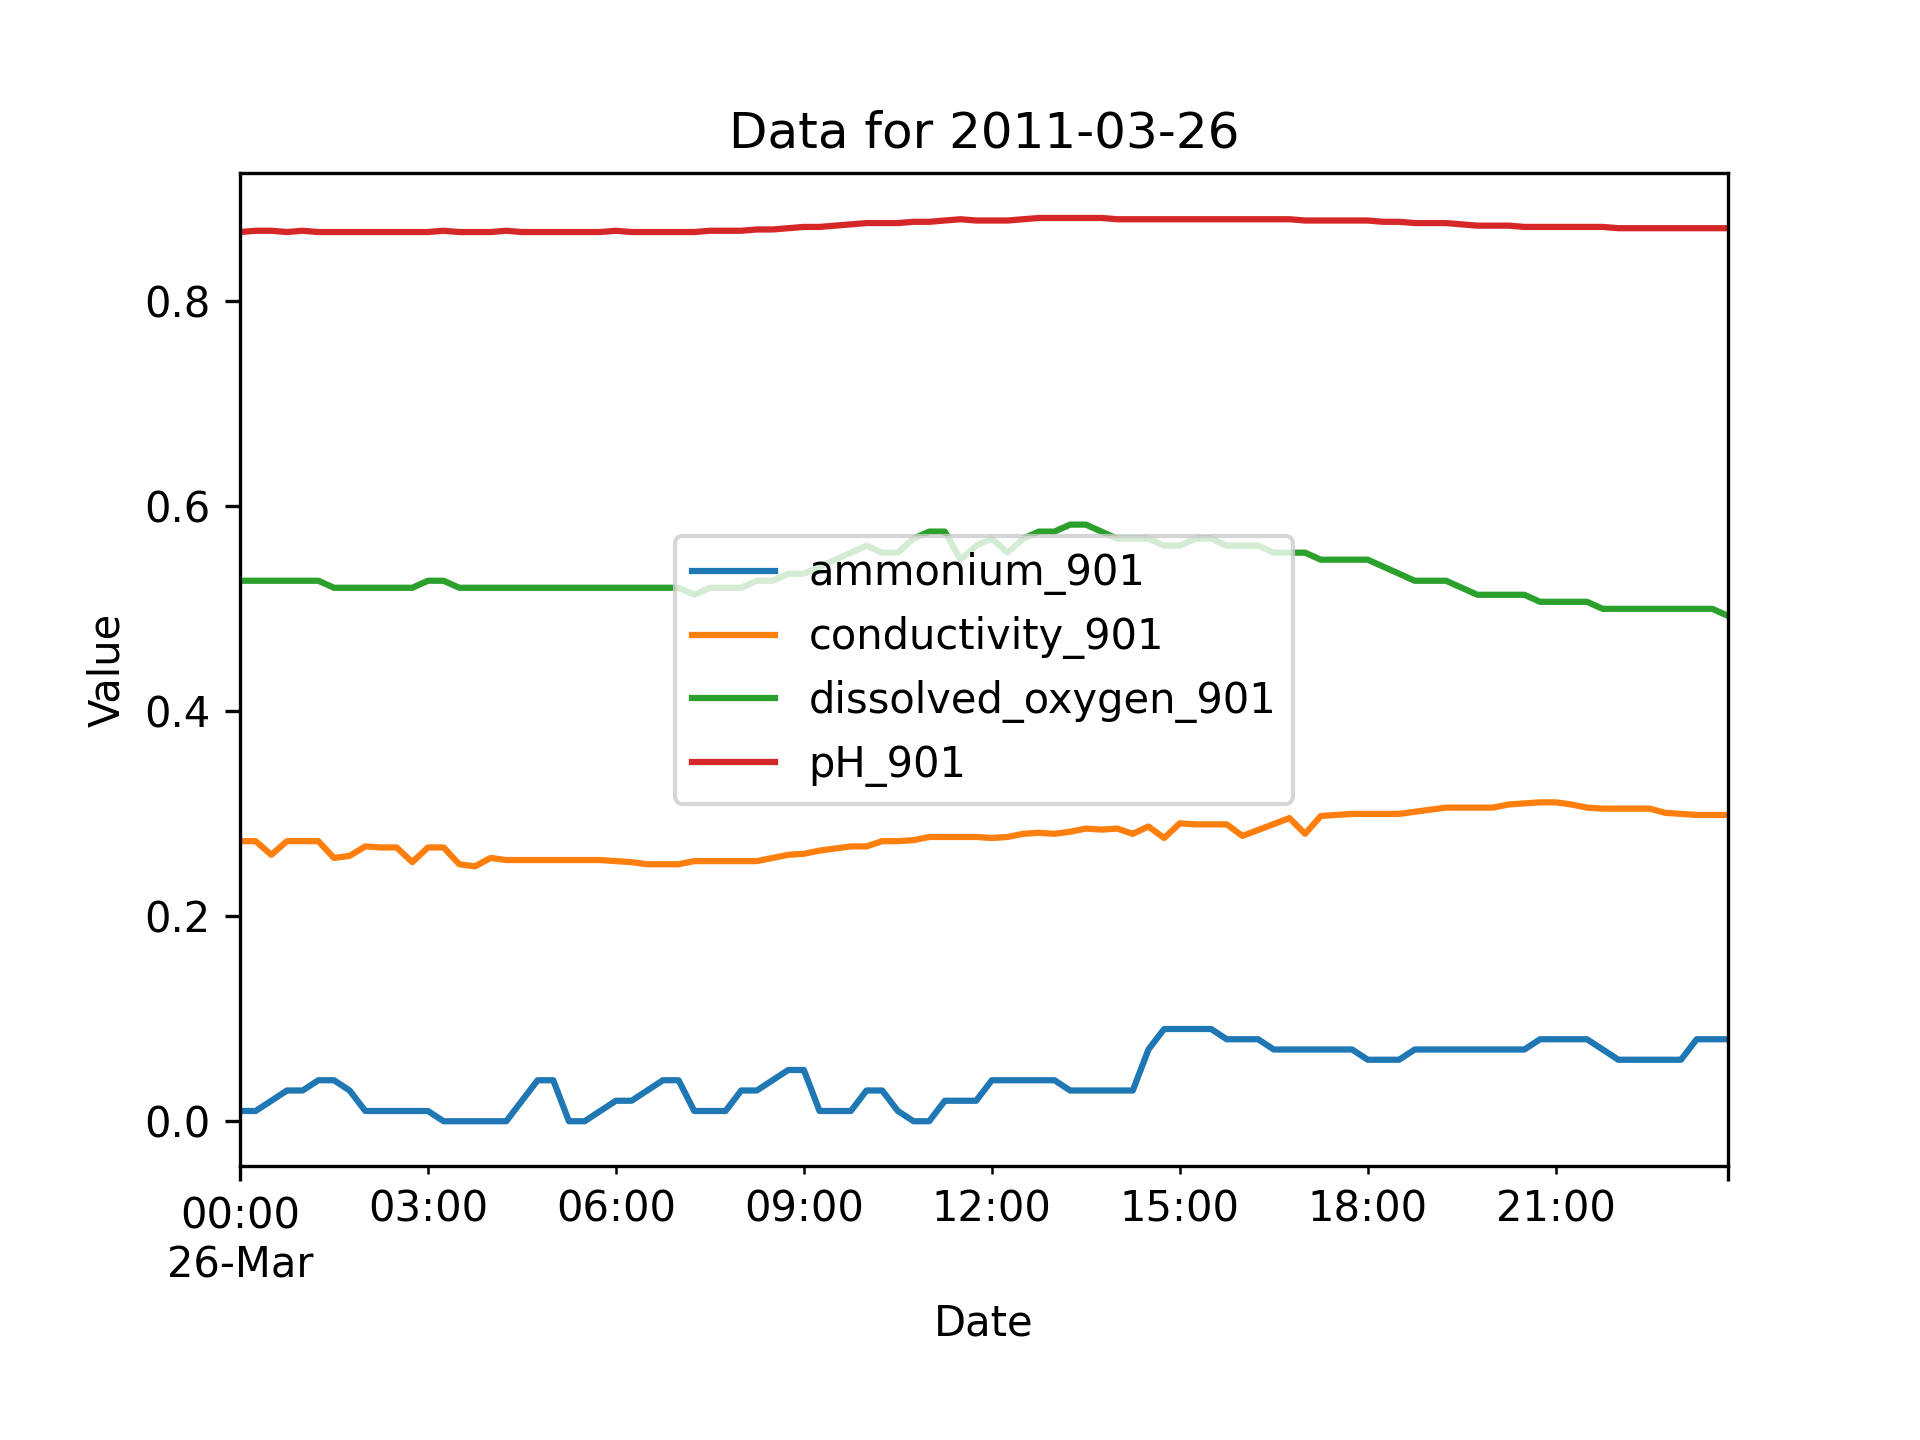 Data for 2011-03-26
Value
0.8
0.6
0.4
0.2
0.0
ammonium_901
conductivity_901
dissolved_oxygen_901
pH_901
00:00 03:00 06:00 09:00 12:00 15:00 18:00 21:00
26-Mar
Date